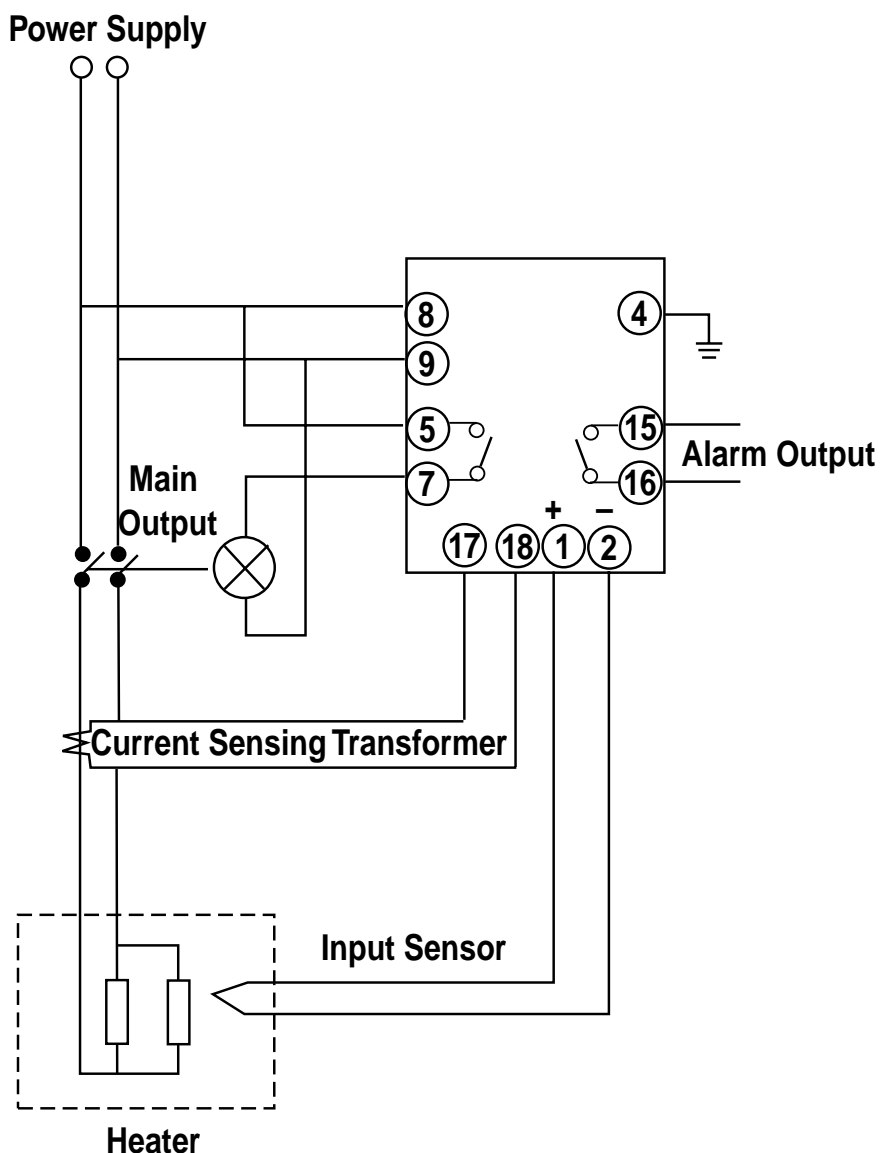 Power Supply
8
4
9
5
15
Alarm Output
7
16
Main
Output
+ –
17 18 1 2
Current Sensing Transformer
Input Sensor
Heater